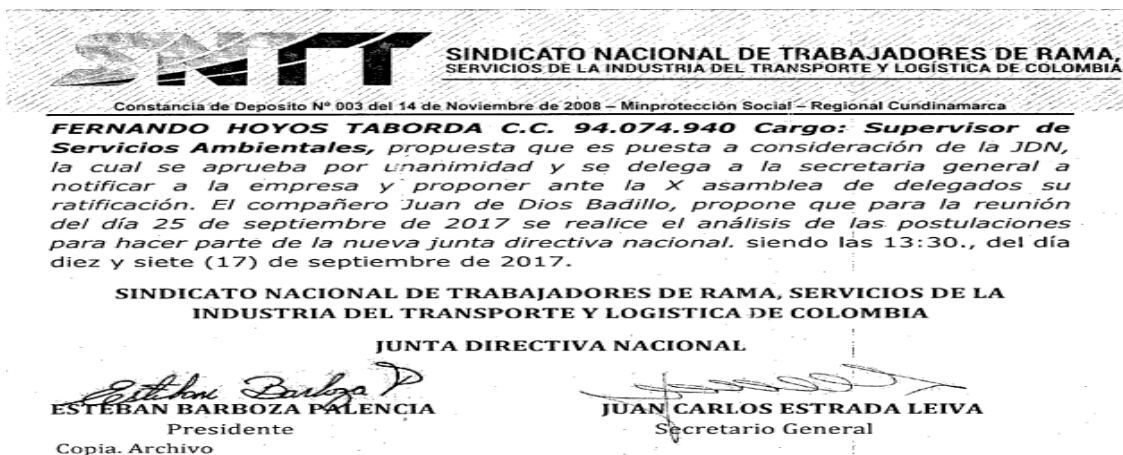 SNTT
SINDICATO NACIONAL DE TRABAJADORES DE RAMA,
SERVICIOS DE LA INDUSTRIA DEL TRANSPORTE Y LOGÍSTICA DE COLOMBIA
Constancia de Deposito Nº 003 del 14 de Noviembre de 2008 – Minprotección Social – Regional Cundinamarca
FERNANDO HOYOS TABORDA C.C. 94.074.940 Cargo: Supervisor de
Servicios Ambientales, propuesta que es puesta a consideración de la JDN,
la cual se aprueba por unanimidad y se delega a la secretaria general a
notificar a la empresa y proponer ante la X asamblea de delegados su
ratificación. El compañero Juan de Dios Badillo, propone que para la reunión
del día 25 de septiembre de 2017 se realice el análisis de las postulaciones
para hacer parte de la nueva junta directiva nacional. siendo las 13:30., del día
diez y siete (17) de septiembre de 2017.
SINDICATO NACIONAL DE TRABAJADORES DE RAMA, SERVICIOS DE LA
INDUSTRIA DEL TRANSPORTE Y LOGISTICA DE COLOMBIA
JUNTA DIRECTIVA NACIONAL
Esteban Barboza P
ESTEBAN BARBOZA PALENCIA
Presidente
JUAN CARLOS ESTRADA LEIVA
Secretario General
Copia. Archivo